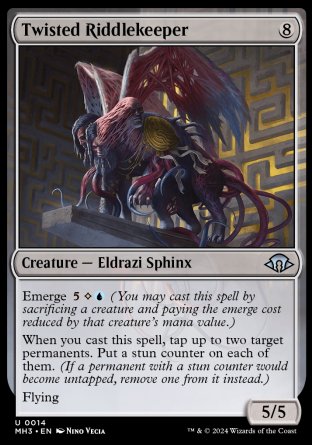 Twisted Riddlekeeper 8
Creature — Eldrazi Sphinx
Emerge 5 (You may cast this spell by
sacrificing a creature and paying the emerge cost
reduced by that creature's mana value.)
When you cast this spell, tap up to two target
permanents. Put a stun counter on each of
them. (If a permanent with a stun counter would
become untapped, remove one from it instead.)
Flying
5/5
U 0014
MH3 • EN Nino Vecia
™ & © 2024 Wizards of the Coast